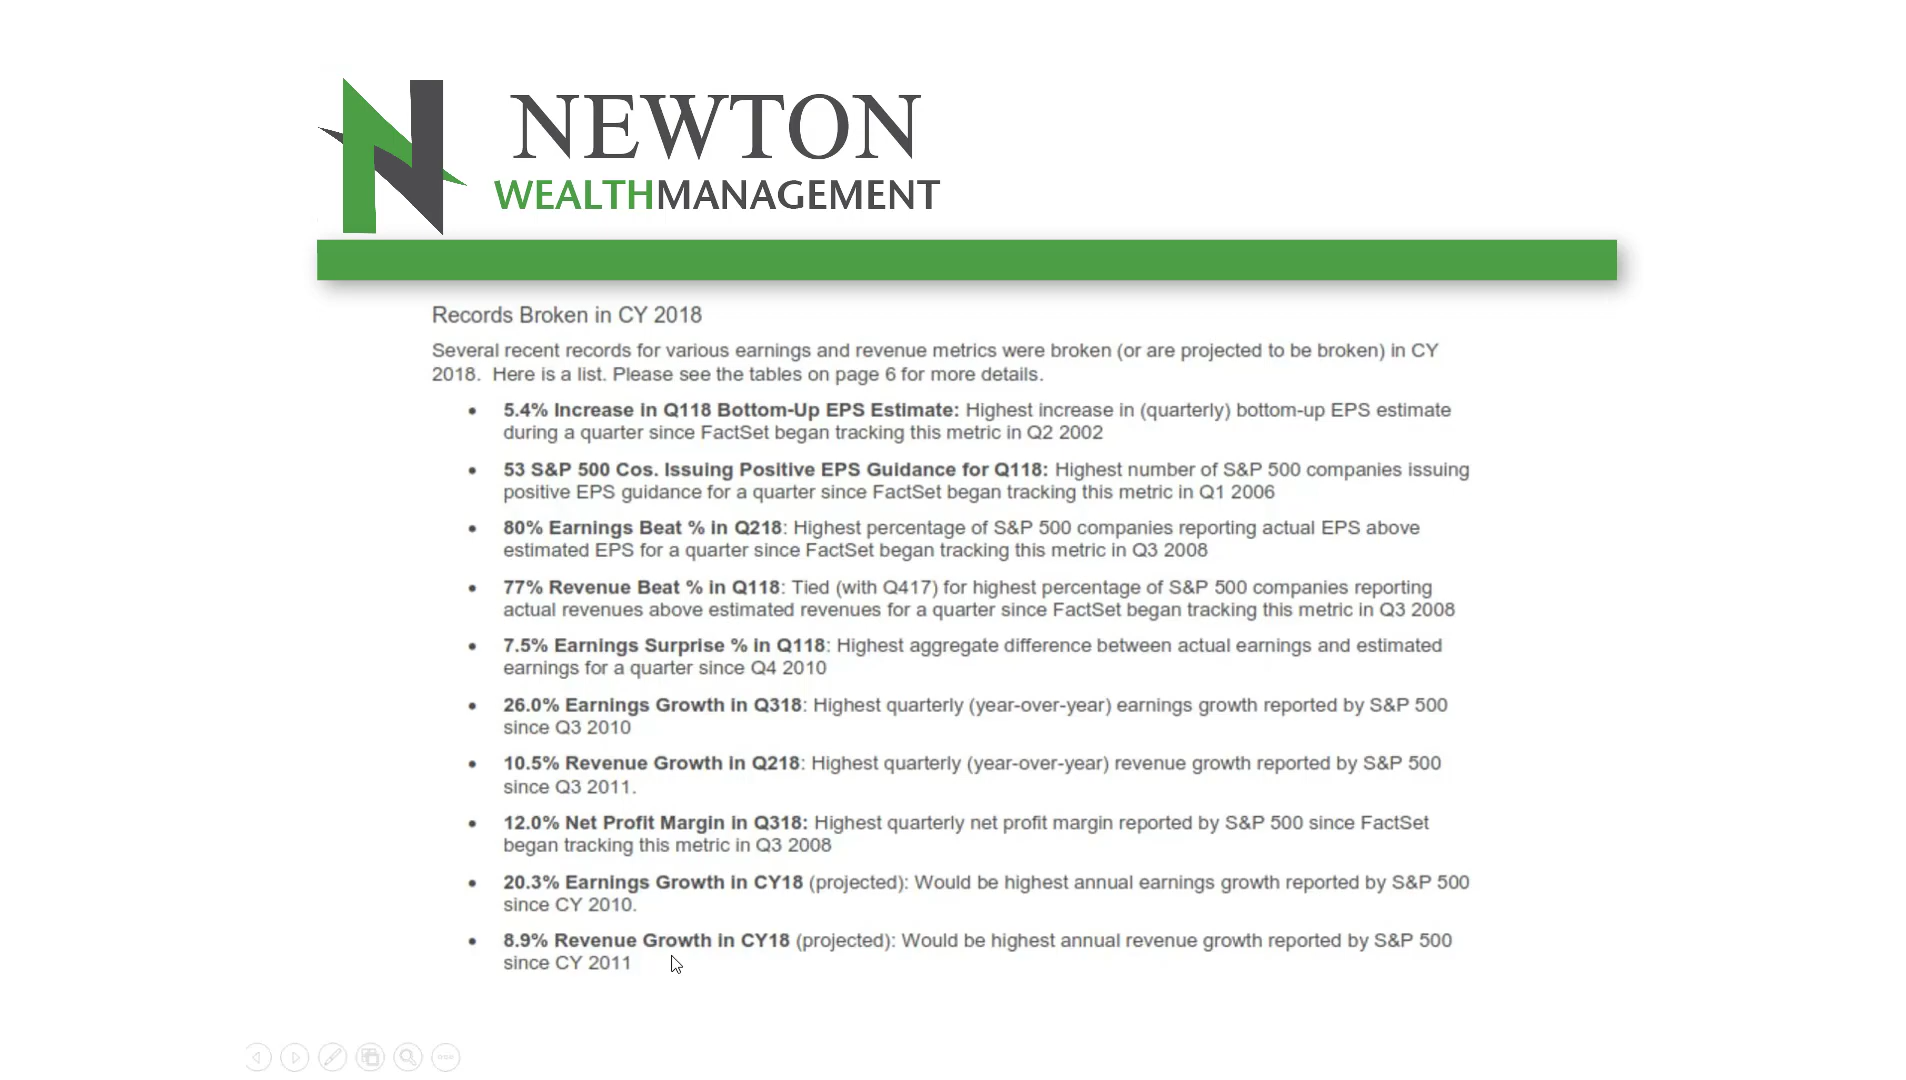 NEWTON
WEALTHMANAGEMENT
Records Broken in CY 2018
Several recent records for various earnings and revenue metrics were broken (or are projected to be broken) in CY
2018.  Here is a list. Please see the tables on page 6 for more details.
• 5.4% Increase in Q118 Bottom-Up EPS Estimate: Highest increase in (quarterly) bottom-up EPS estimate
during a quarter since FactSet began tracking this metric in Q2 2002
• 53 S&P 500 Cos. Issuing Positive EPS Guidance for Q118: Highest number of S&P 500 companies issuing
positive EPS guidance for a quarter since FactSet began tracking this metric in Q1 2006
• 80% Earnings Beat % in Q218: Highest percentage of S&P 500 companies reporting actual EPS above
estimated EPS for a quarter since FactSet began tracking this metric in Q3 2008
• 77% Revenue Beat % in Q118: Tied (with Q417) for highest percentage of S&P 500 companies reporting
actual revenues above estimated revenues for a quarter since FactSet began tracking this metric in Q3 2008
• 7.5% Earnings Surprise % in Q118: Highest aggregate difference between actual earnings and estimated
earnings for a quarter since Q4 2010
• 26.0% Earnings Growth in Q318: Highest quarterly (year-over-year) earnings growth reported by S&P 500
since Q3 2010
• 10.5% Revenue Growth in Q218: Highest quarterly (year-over-year) revenue growth reported by S&P 500
since Q3 2011.
• 12.0% Net Profit Margin in Q318: Highest quarterly net profit margin reported by S&P 500 since FactSet
began tracking this metric in Q3 2008
• 20.3% Earnings Growth in CY18 (projected): Would be highest annual earnings growth reported by S&P 500
since CY 2010.
• 8.9% Revenue Growth in CY18 (projected): Would be highest annual revenue growth reported by S&P 500
since CY 2011